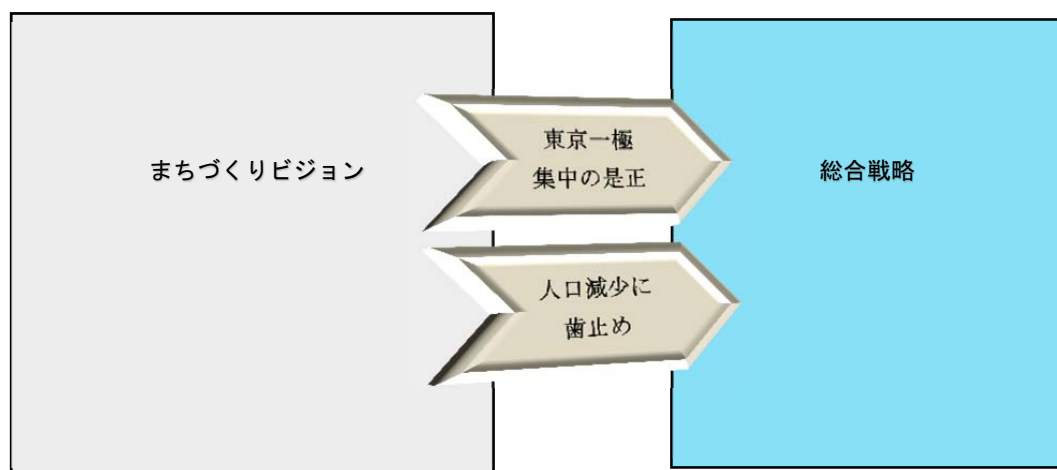 まちづくりビジョン
東京一極
集中の是正
人口減少に
歯止め
総合戦略